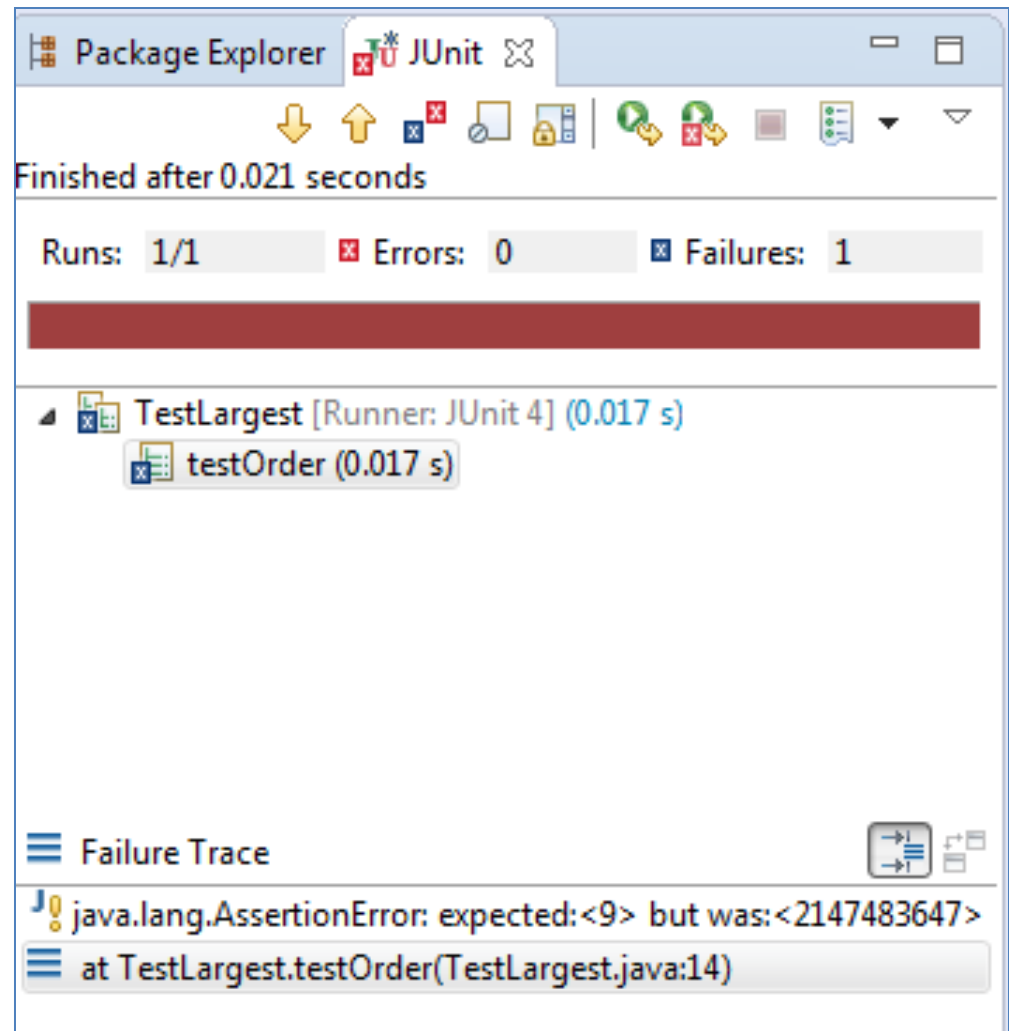 Package Explorer JUnit
Finished after 0.021 seconds
Runs: 1/1 Errors: 0 Failures: 1
TestLargest [Runner: JUnit 4] (0.017 s)
testOrder (0.017 s)
Failure Trace
java.lang.AssertionError: expected:<9> but was:<2147483647>
at TestLargest.testOrder(TestLargest.java:14)